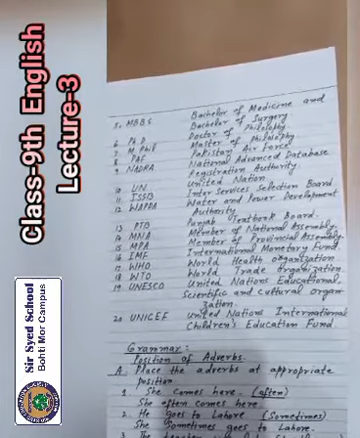 Class-9th English
Lecture-3
Sir Syed School
Bohti Mor Campus
5. MBBS Bachelor of Medicine and
Bachelor of Surgery
6. Ph.D Doctor of Philosophy.
7. M. Phil Master of Philosophy.
8 PAF Pakistan Air Force
9 NADRA National Advanced Database
Registration Authority.
10 UN United Nation.
11 ISSB Inter Services Selection Board.
12 WAPDA Water and Power Development
Authority.
13 PTB Punjab Textbook Board.
14 MNA Member of National Assembly.
15 MPA Member of Provincial Assembly.
16 IMF International Monetary Fund.
17 WHO World Health organization.
18 WTO World Trade Organization.
19 UNESCO United Nations Educational,
Scientific and Cultural organ
ization.
20 UNICEF United Nations International
Children's Education Fund
Grammar:
Position of Adverbs.
A. Place the adverbs at appropriate
position
1. She comes here. (often)
She often comes here.
2. He goes to Lahore (Sometimes)
He Sometimes goes to Lahore.
3. The